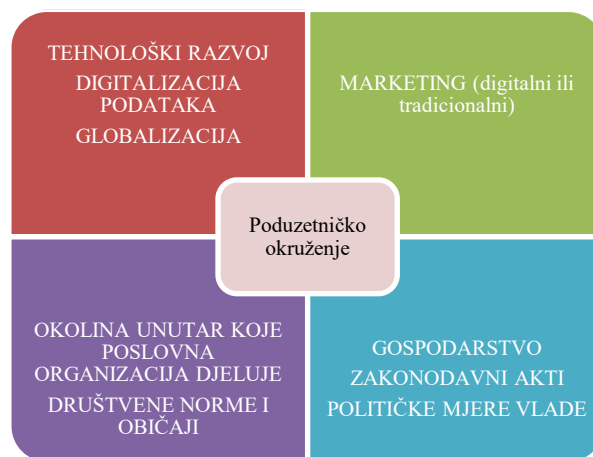 TEHNOLOŠKI RAZVOJ
DIGITALIZACIJA
PODATAKA
GLOBALIZACIJA
MARKETING (digitalni ili
tradicionalni)
Poduzetničko
okruženje
OKOLINA UNUTAR KOJE
POSLOVNA
ORGANIZACIJA DJELUJE
DRUŠTVENE NORME I
OBIČAJI
GOSPODARSTVO
ZAKONODAVNI AKTI
POLITIČKE MJERE VLADE